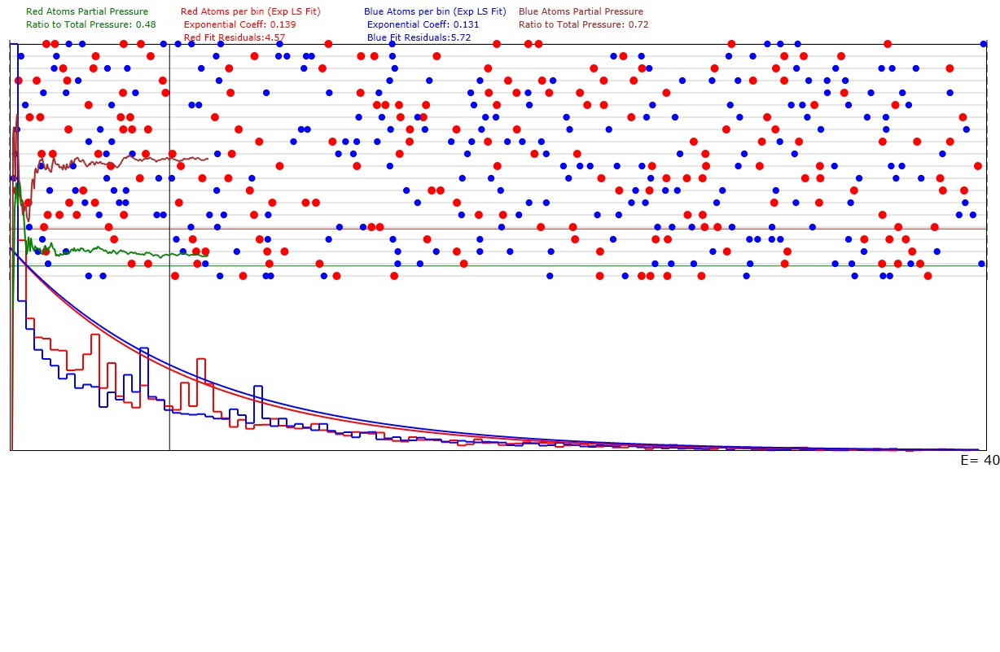 Red Atoms Partial Pressure
Ratio to Total Pressure: 0.48
Red Atoms per bin (Exp LS Fit)
Exponential Coeff: 0.139
Red Fit Residuals:4.57
Blue Atoms per bin (Exp LS Fit)
Exponential Coeff: 0.131
Blue Fit Residuals:5.72
Blue Atoms Partial Pressure
Ratio to Total Pressure: 0.72
E= 40